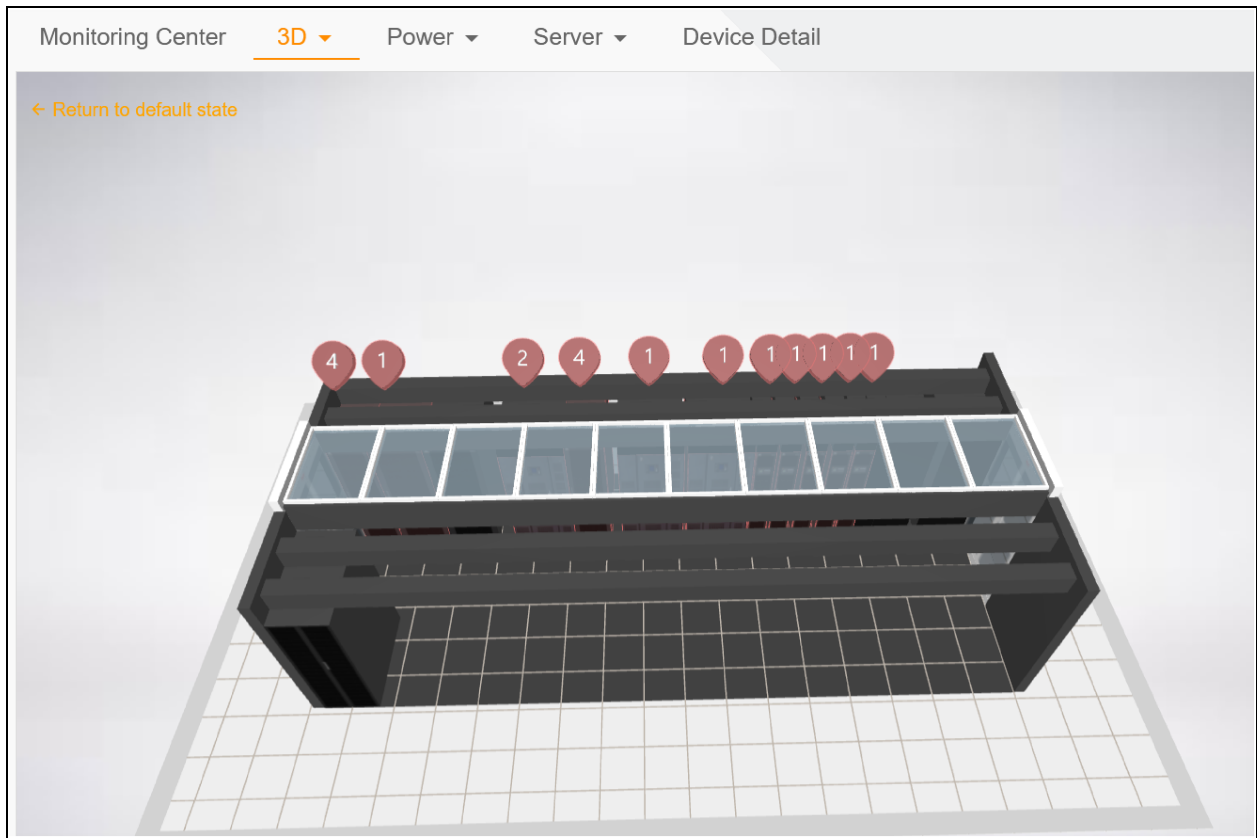 Monitoring Center 3D Power Server Device Detail
← Return to default state
4 1 2 4 1 1 1 1 1 1 1